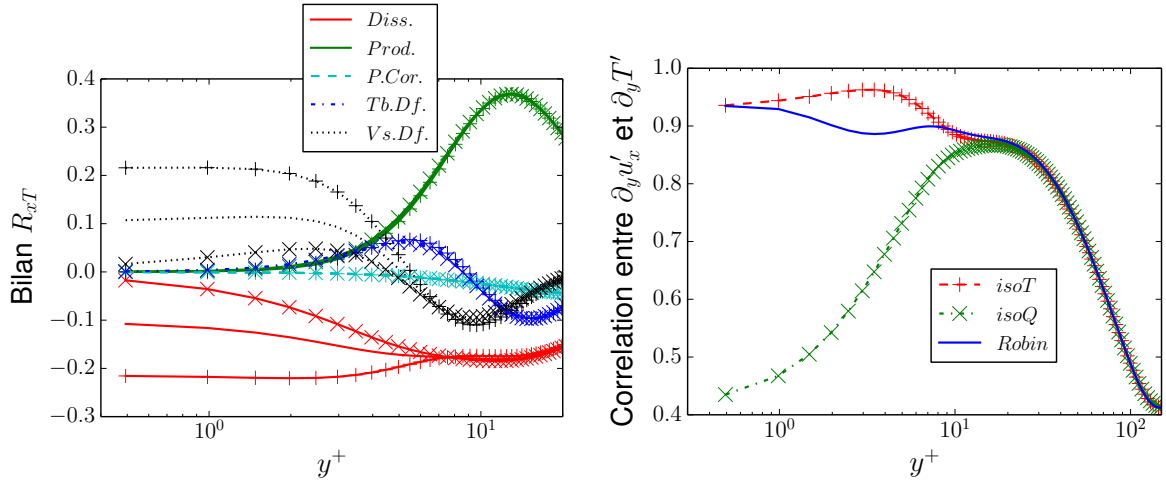 Diss.
Prod.
P.Cor.
Tb.Df.
Vs.Df.
Bilan R_{xT}
0.4
0.3
0.2
0.1
0.0
−0.1
−0.2
−0.3
10^0
10^1
y^+
Correlation entre ∂_y u'_x et ∂_y T'
1.0
0.9
0.8
0.7
0.6
0.5
0.4
isoT
isoQ
Robin
10^0
10^1
10^2
y^+